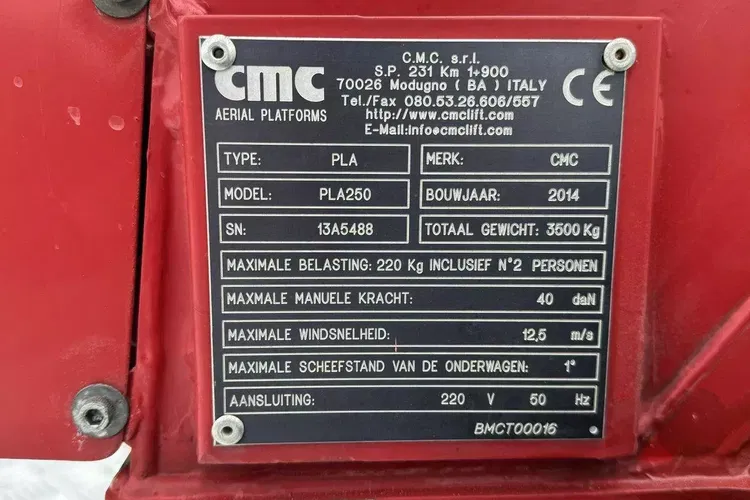 cmc
AERIAL PLATFORMS
C.M.C. s.r.l.
S.P. 231 Km 1+900
70026 Modugno ( BA ) ITALY
Tel./Fax 080.53.26.606/557
http://www.cmclift.com
E-Mail:info@cmclift.com
CE
TYPE: PLA
MERK: CMC
MODEL: PLA250
BOUWJAAR: 2014
SN: 13A5488
TOTAAL GEWICHT: 3500 Kg
MAXIMALE BELASTING: 220 Kg INCLUSIEF N°2 PERSONEN
MAXMALE MANUELE KRACHT: 40 daN
MAXIMALE WINDSNELHEID: 12,5 m/s
MAXIMALE SCHEEFSTAND VAN DE ONDERWAGEN: 1°
AANSLUITING: 220 V 50 Hz
BMCT00016